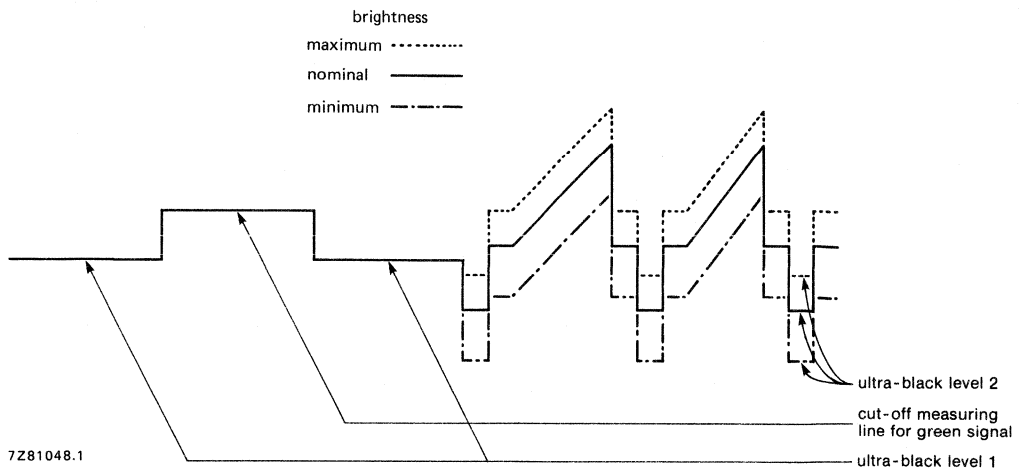 brightness
maximum
nominal
minimum
ultra-black level 2
cut-off measuring
line for green signal
7Z81048.1
ultra-black level 1